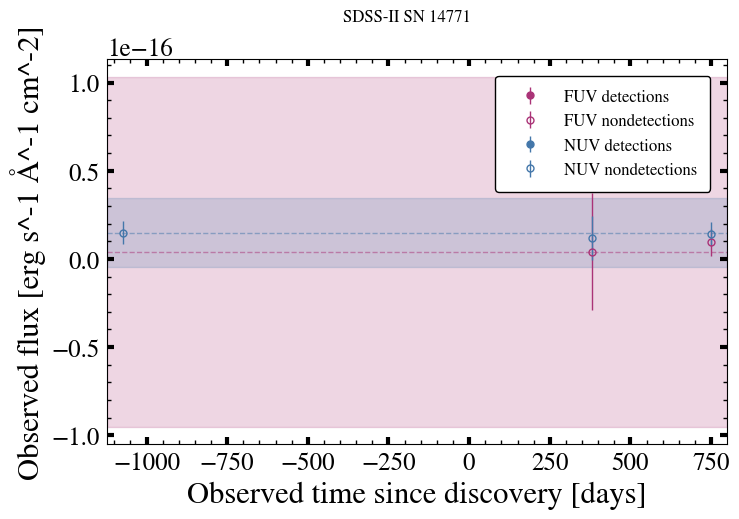 SDSS-II SN 14771
1e−16
1.0
0.5
0.0
−0.5
−1.0
Observed flux [erg s^-1 Å^-1 cm^-2]
FUV detections
FUV nondetections
NUV detections
NUV nondetections
−1000 −750 −500 −250 0 250 500 750
Observed time since discovery [days]